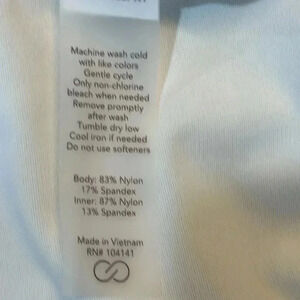 Machine wash cold
with like colors
Gentle cycle
Only non-chlorine
bleach when needed
Remove promptly
after wash
Tumble dry low
Cool iron if needed
Do not use softeners
Body: 83% Nylon
17% Spandex
Inner: 87% Nylon
13% Spandex
Made in Vietnam
RN# 104141